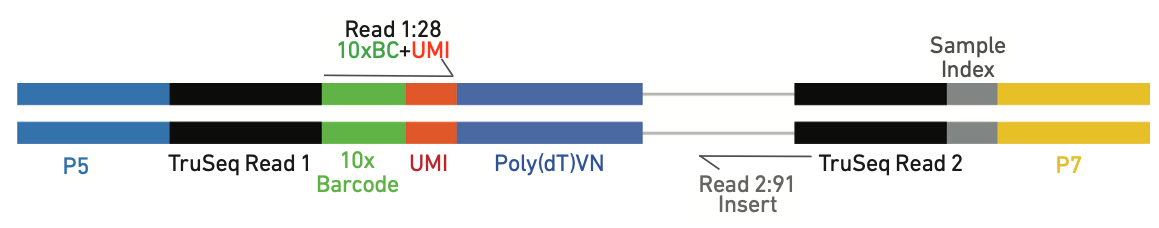 Read 1:28
10xBC+UMI
Sample
Index
P5
TruSeq Read 1
10x
Barcode
UMI
Poly(dT)VN
Read 2:91
Insert
TruSeq Read 2
P7